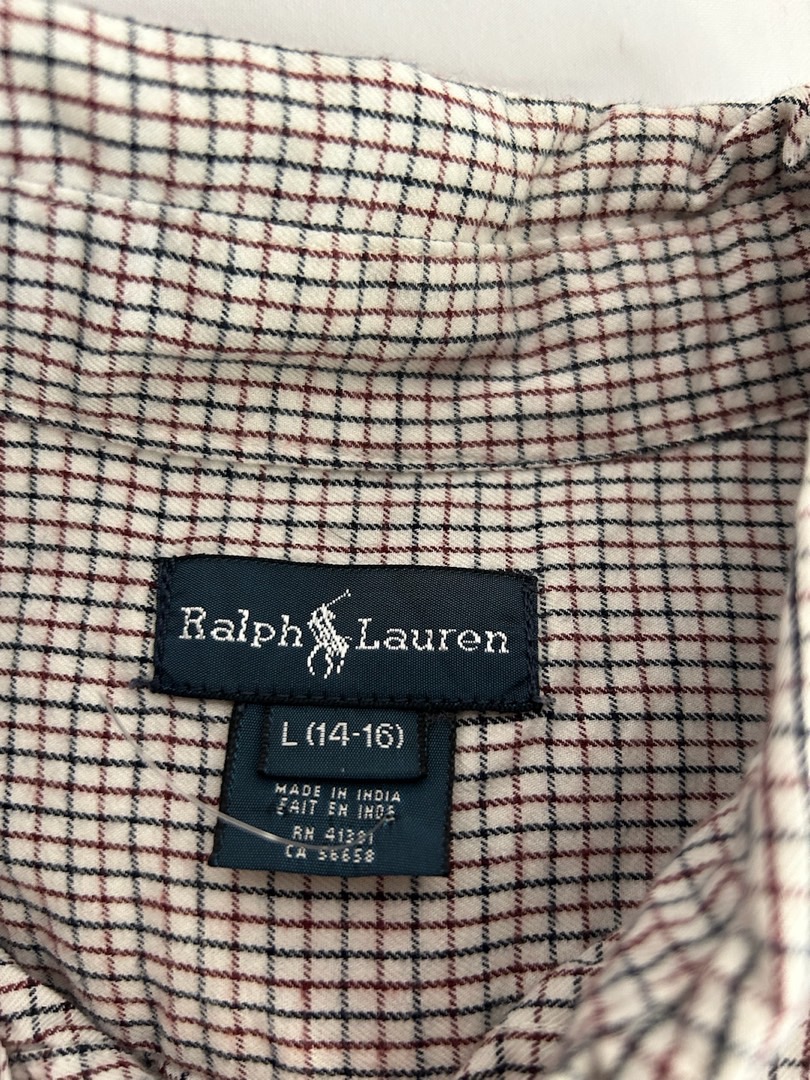 Ralph Lauren
L (14-16)
MADE IN INDIA
FAIT EN INDE
RN 41381
CA 56658